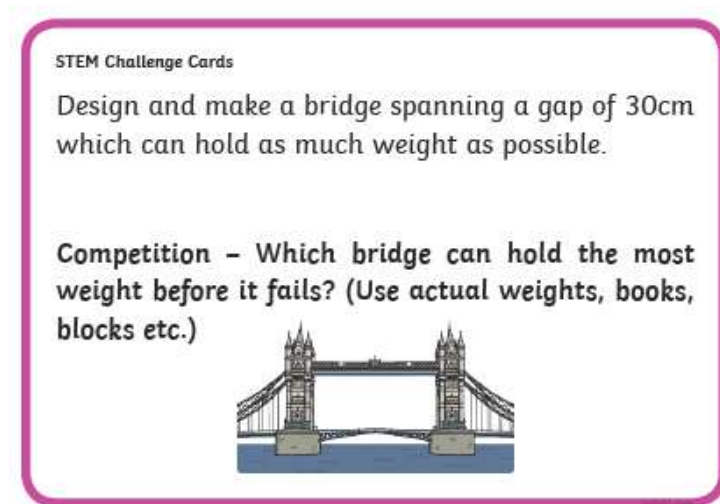 STEM Challenge Cards
Design and make a bridge spanning a gap of 30cm
which can hold as much weight as possible.
Competition – Which bridge can hold the most
weight before it fails? (Use actual weights, books,
blocks etc.)